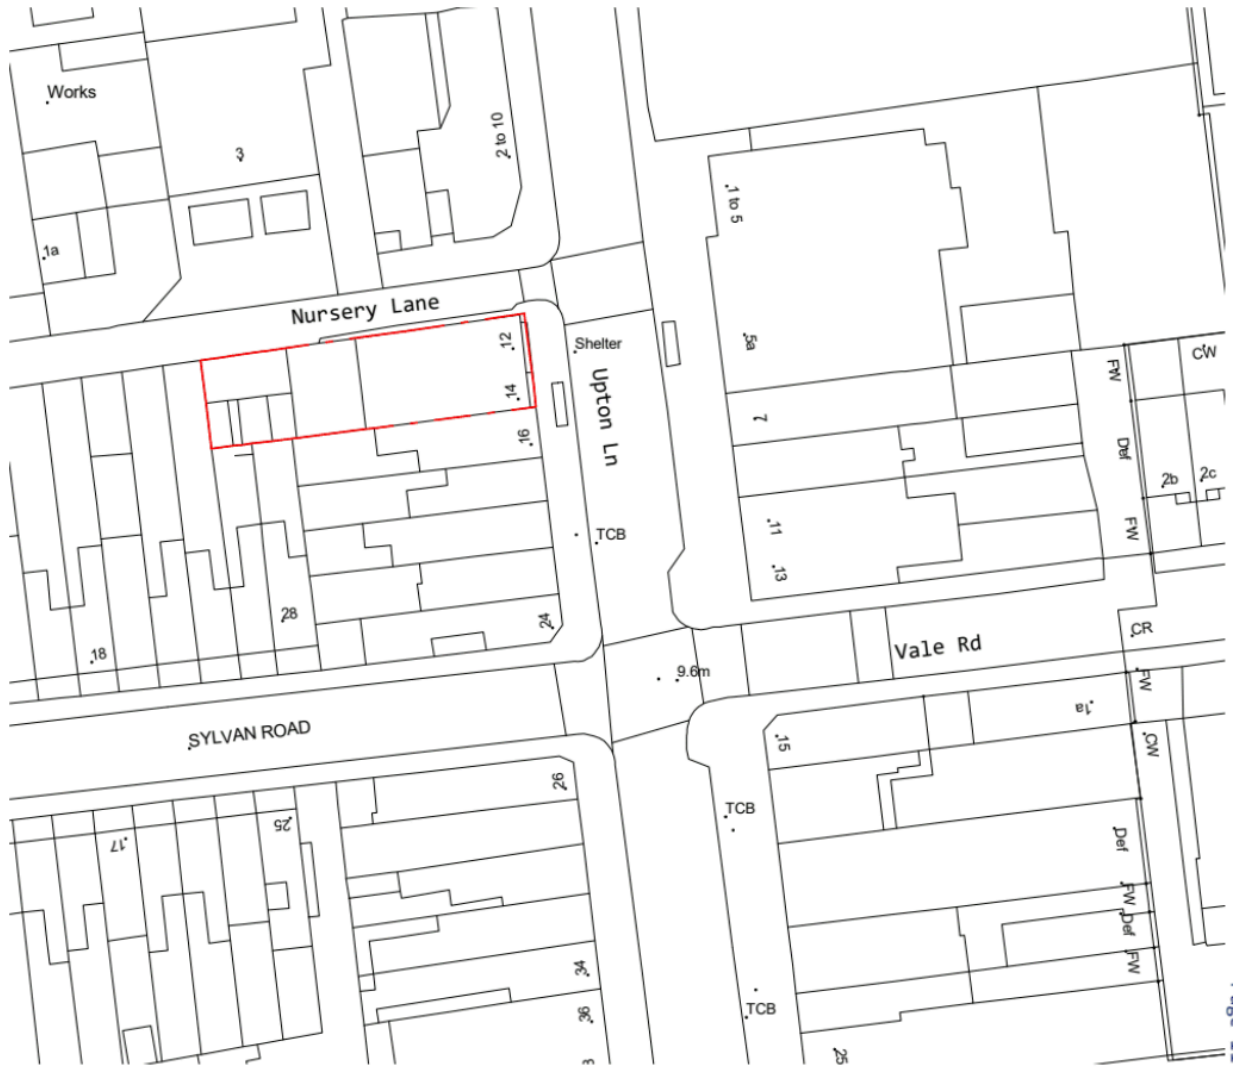 Works
3
2 to 10
1 to 5
1a
Nursery Lane
12
Shelter
5a
CW
FW
14
Upton Ln
7
16
Def
2b
2c
11
FW
TCB
13
28
24
18
Vale Rd
CR
9.6m
FW
1a
SYLVAN ROAD
15
CW
26
TCB
25
17
Def
FW
Def
34
FW
36
TCB
25